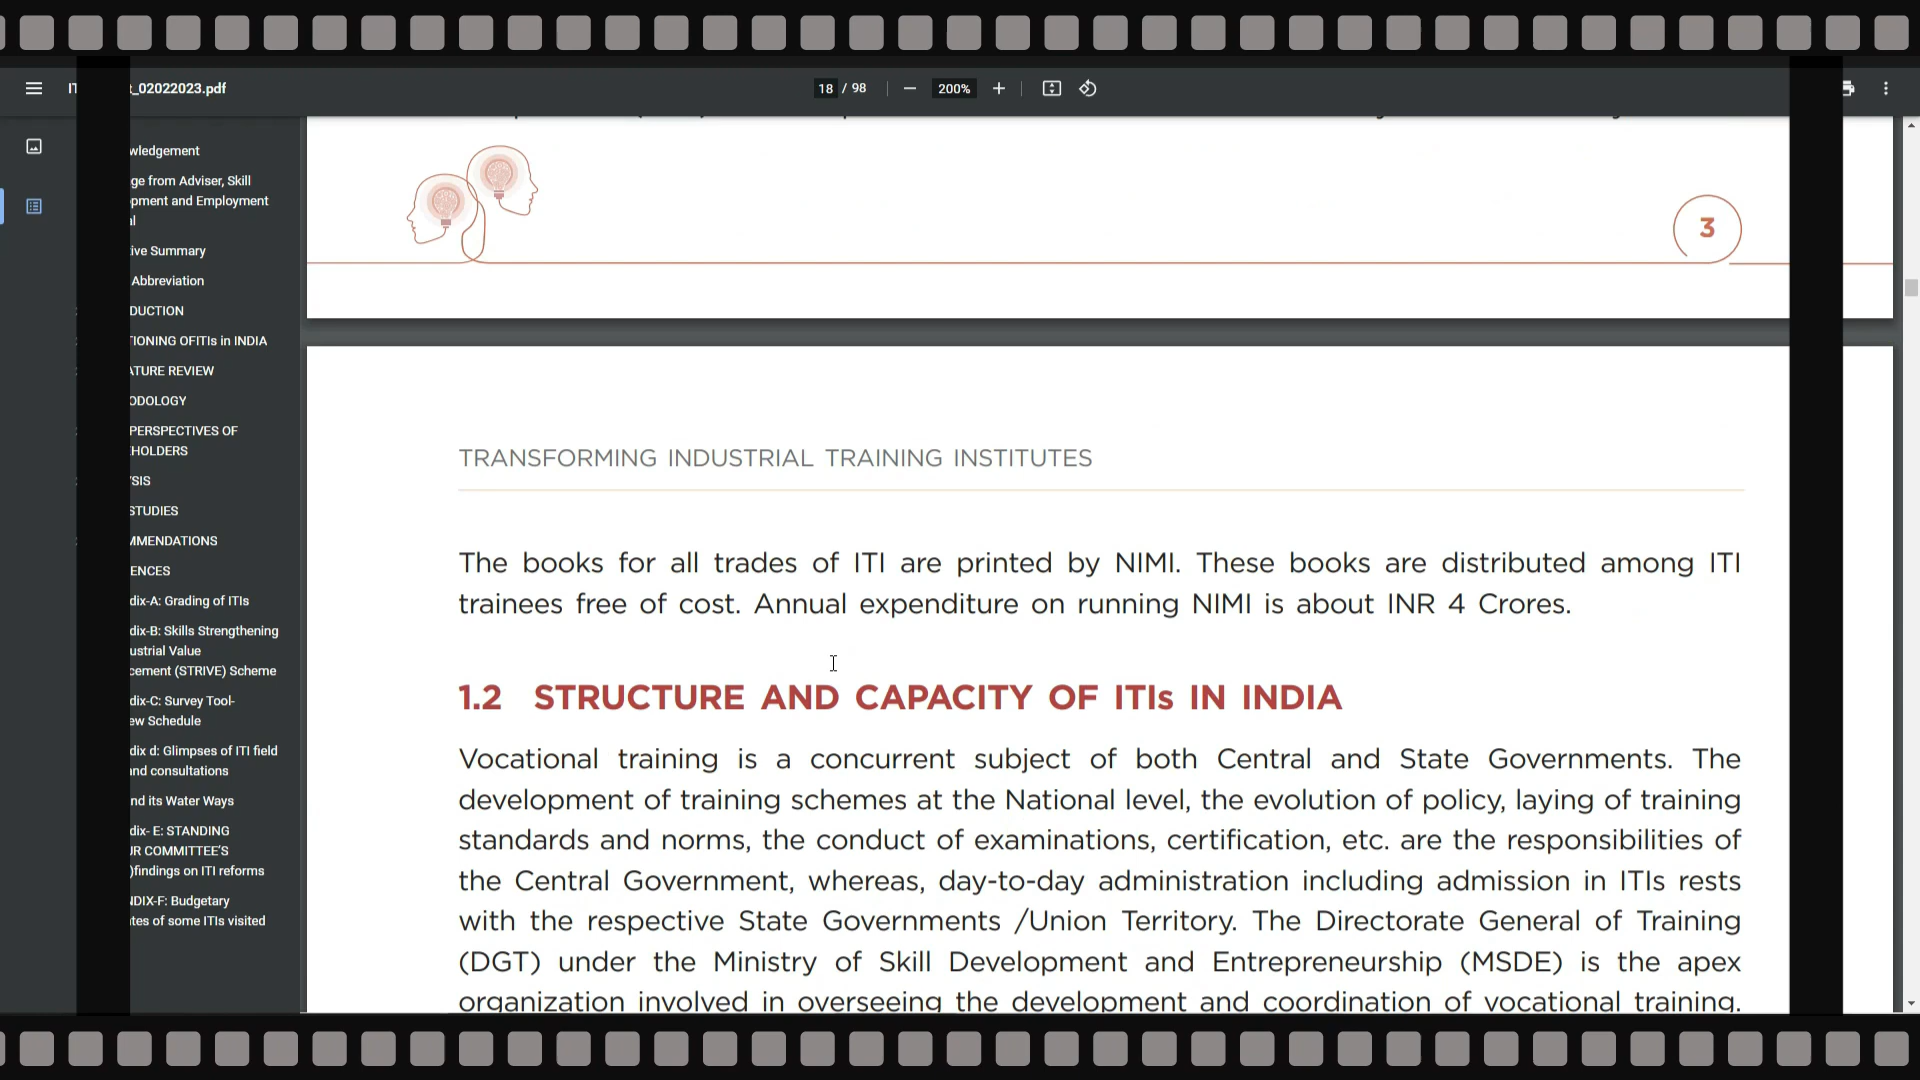 IT
t_02022023.pdf
18 / 98
200%
wledgement
ge from Adviser, Skill
opment and Employment
al
ive Summary
Abbreviation
DUCTION
TIONING OFITIs in INDIA
ATURE REVIEW
ODOLOGY
PERSPECTIVES OF
HOLDERS
YSIS
STUDIES
MMENDATIONS
ENCES
dix-A: Grading of ITIs
dix-B: Skills Strengthening
ustrial Value
cement (STRIVE) Scheme
dix-C: Survey Tool-
ew Schedule
dix d: Glimpses of ITI field
and consultations
nd its Water Ways
dix- E: STANDING
UR COMMITTEE'S
)findings on ITI reforms
NDIX-F: Budgetary
tes of some ITIs visited
3
TRANSFORMING INDUSTRIAL TRAINING INSTITUTES
The books for all trades of ITI are printed by NIMI. These books are distributed among ITI
trainees free of cost. Annual expenditure on running NIMI is about INR 4 Crores.
1.2 STRUCTURE AND CAPACITY OF ITIs IN INDIA
Vocational training is a concurrent subject of both Central and State Governments. The
development of training schemes at the National level, the evolution of policy, laying of training
standards and norms, the conduct of examinations, certification, etc. are the responsibilities of
the Central Government, whereas, day-to-day administration including admission in ITIs rests
with the respective State Governments /Union Territory. The Directorate General of Training
(DGT) under the Ministry of Skill Development and Entrepreneurship (MSDE) is the apex
organization involved in overseeing the development and coordination of vocational training.